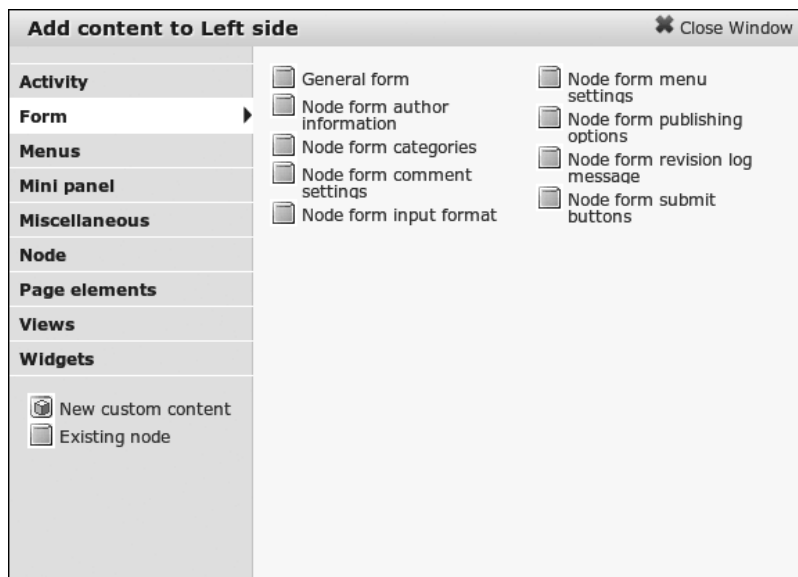 Add content to Left side
Close Window
Activity
Form
Menus
Mini panel
Miscellaneous
Node
Page elements
Views
Widgets
New custom content
Existing node
General form
Node form author
information
Node form categories
Node form comment
settings
Node form input format
Node form menu
settings
Node form publishing
options
Node form revision log
message
Node form submit
buttons